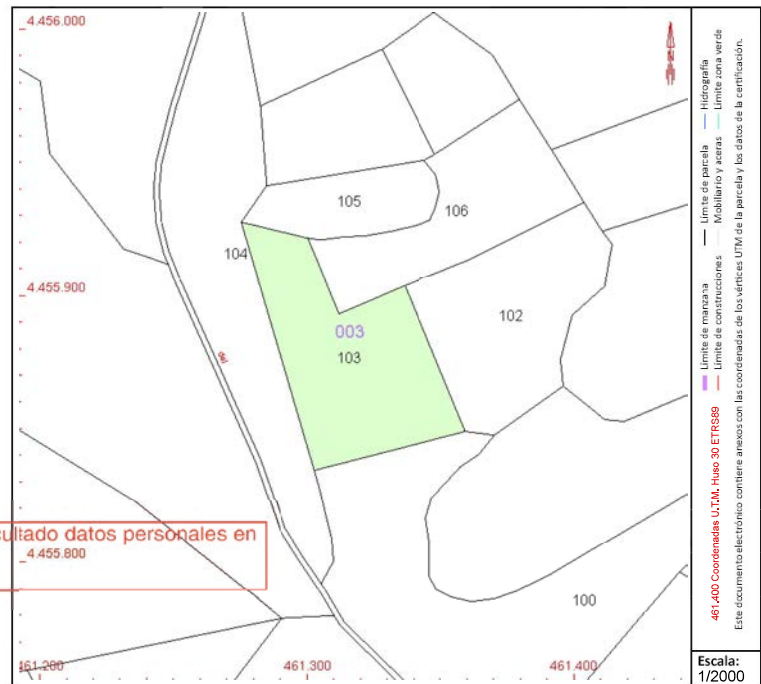 4.456.000
105
106
104
4.455.900
003
103
102
cultado datos personales en
4.455.800
100
461.200
461.300
461.400
461.400 Coordenadas U.T.M. Huso 30 ETRS89
Límite de manzana
Límite de parcela
Hidrografía
Límite de construcciones
Mobiliario y aceras
Límite zona verde
Este documento electrónico contiene anexos con las coordenadas de los vértices UTM de la parcela y los datos de la certificación.
Escala:
1/2000